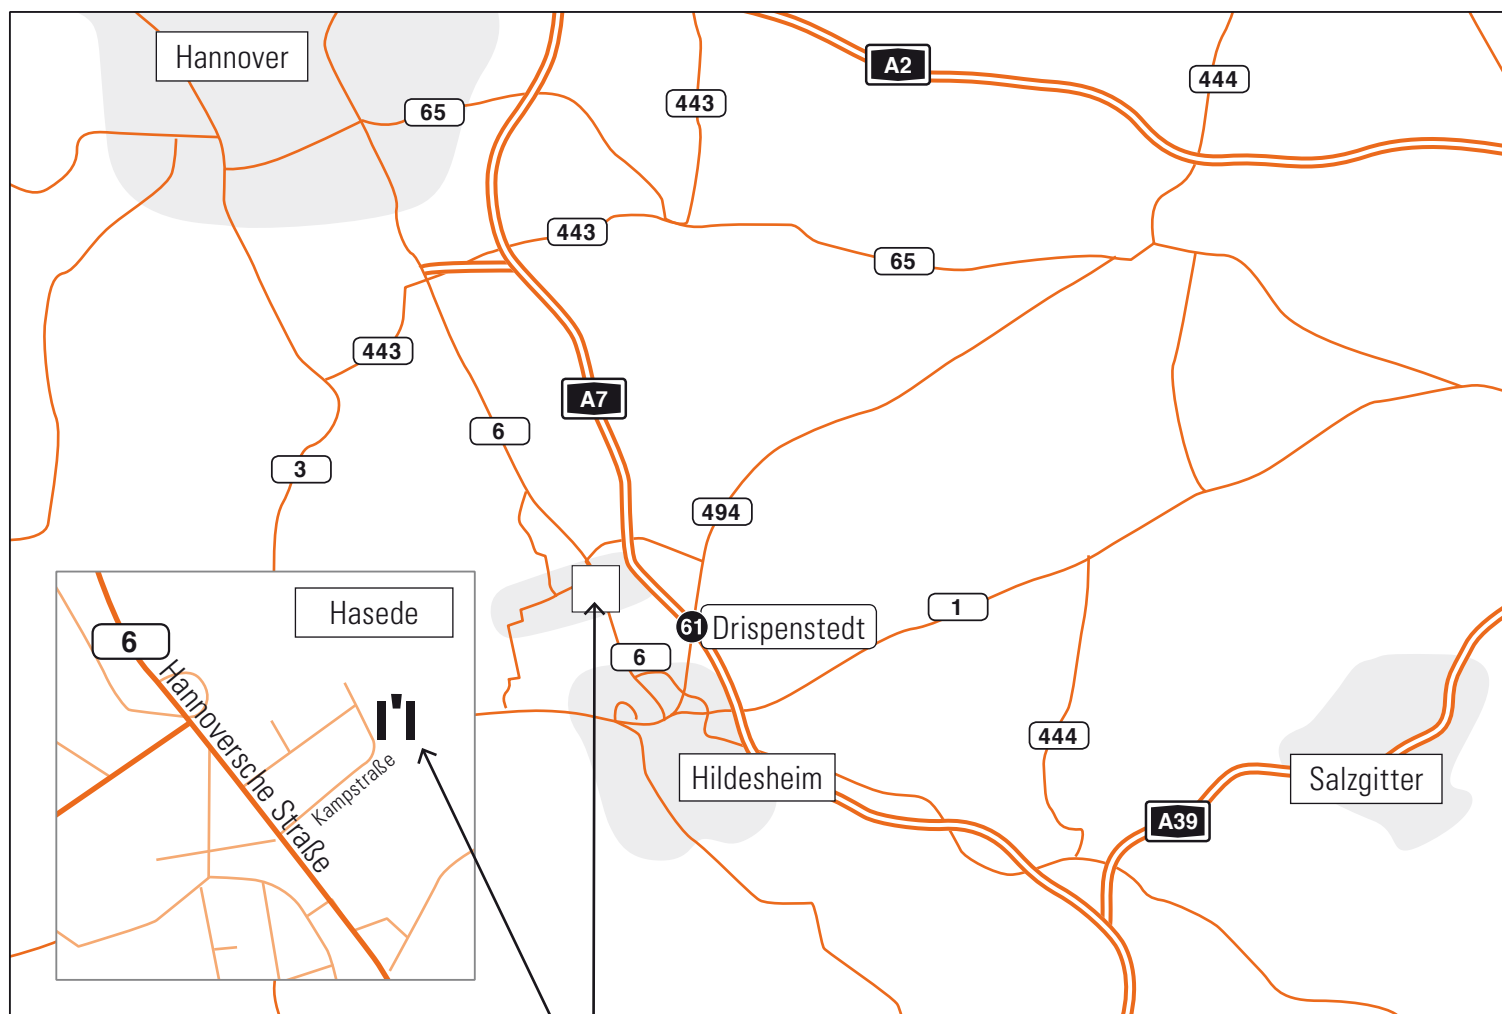 Hannover
A2
444
443
65
443
65
443
A7
6
3
494
Hasede
6
Hannoversche Straße
Kampstraße
1
61
Drispenstedt
6
444
Hildesheim
Salzgitter
A39